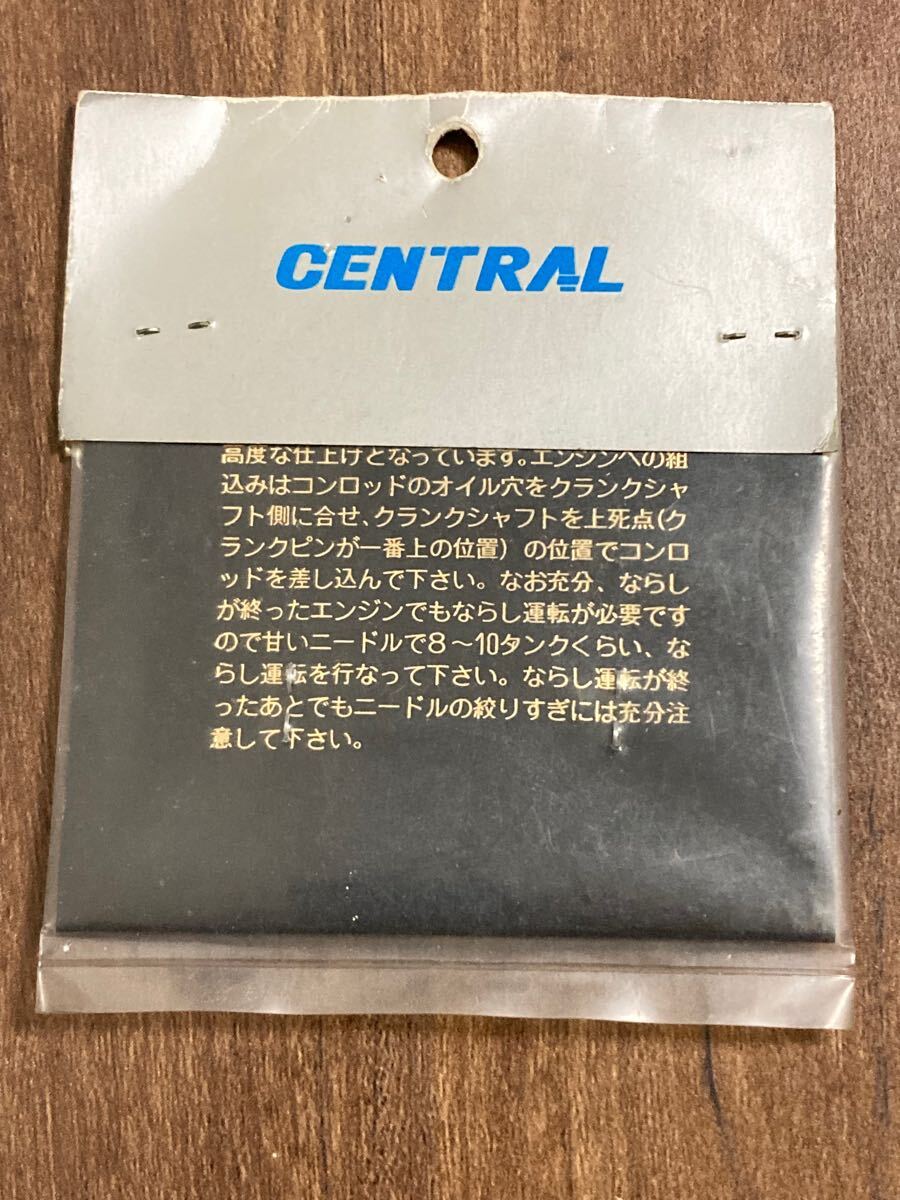 CENTRAL
高度な仕上げとなっています。エンジンへの組
込みはコンロッドのオイル穴をクランクシャ
フト側に合せ、クランクシャフトを上死点(ク
ランクピンが一番上の位置)の位置でコンロ
ッドを差し込んで下さい。なお充分、ならし
が終ったエンジンでもならし運転が必要です
ので甘いニードルで8〜10タンクくらい、な
らし運転を行なって下さい。ならし運転が終
ったあとでもニードルの絞りすぎには充分注
意して下さい。